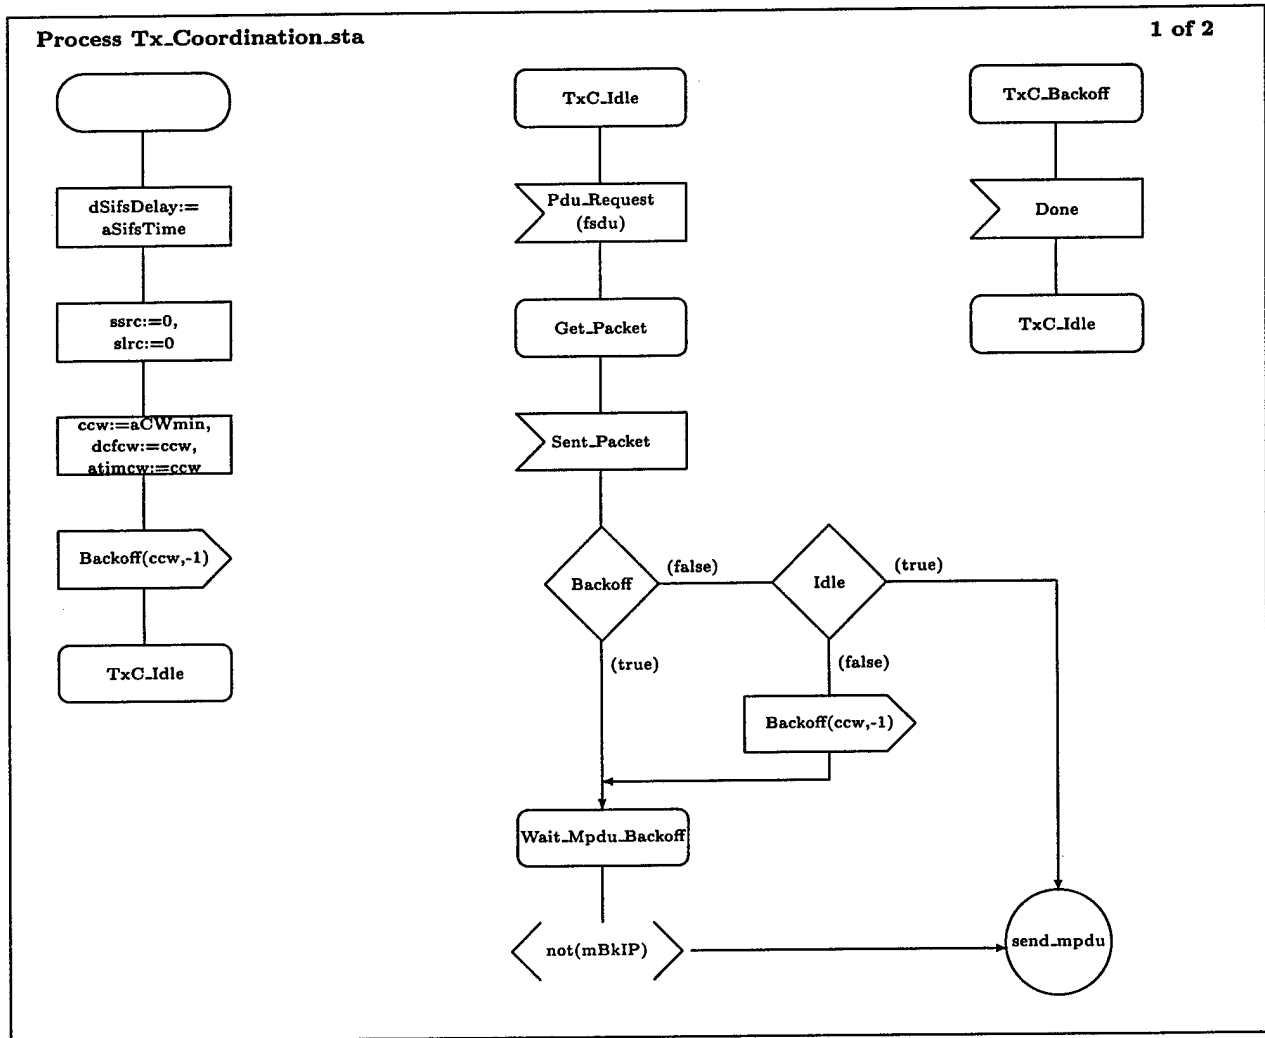 Process Tx_Coordination_sta
1 of 2
dSifsDelay:=
aSifsTime
ssrc:=0,
slrc:=0
ccw:=aCWmin,
dcfcw:=ccw,
atimcw:=ccw
Backoff(ccw,-1)
TxC_Idle
TxC_Idle
Pdu_Request
(fsdu)
Get_Packet
Sent_Packet
Backoff
(false)
(true)
Idle
(true)
(false)
Backoff(ccw,-1)
Wait_Mpdu_Backoff
not(mBkIP)
send_mpdu
TxC_Backoff
Done
TxC_Idle